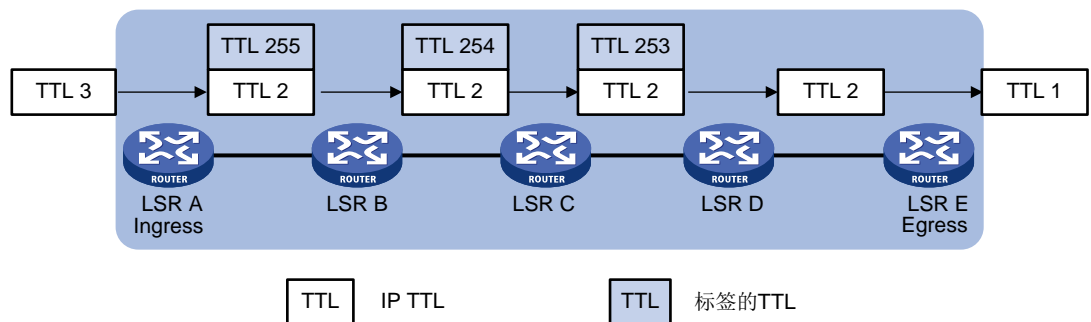 TTL 255
TTL 254
TTL 253
TTL 3
TTL 2
TTL 2
TTL 2
TTL 2
TTL 1
ROUTER
ROUTER
ROUTER
ROUTER
ROUTER
LSR A
Ingress
LSR B
LSR C
LSR D
LSR E
Egress
TTL
IP TTL
TTL
标签的TTL